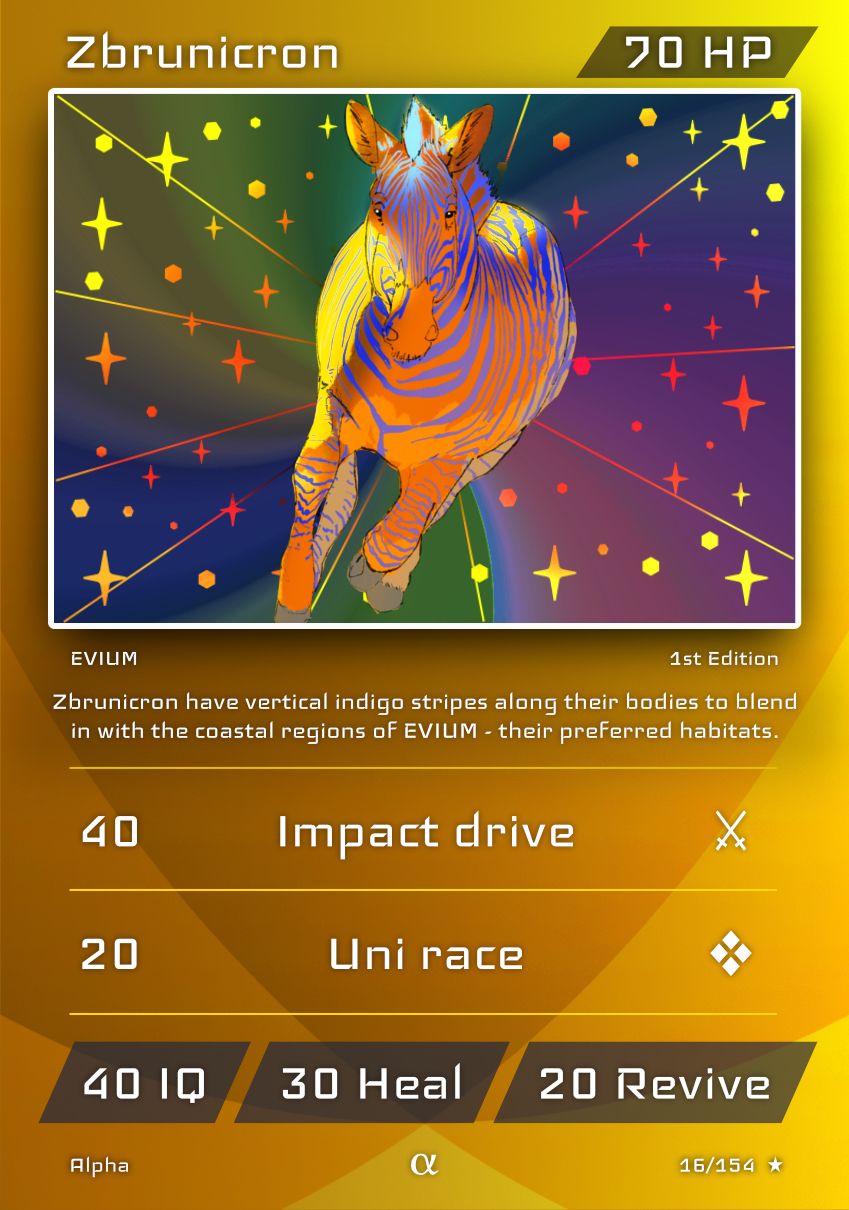 Zbrunicron
70 HP
EVIUM
1st Edition
Zbrunicron have vertical indigo stripes along their bodies to blend
in with the coastal regions of EVIUM - their preferred habitats.
40 Impact drive
20 Uni race
40 IQ 30 Heal 20 Revive
Alpha α 16/154 ★